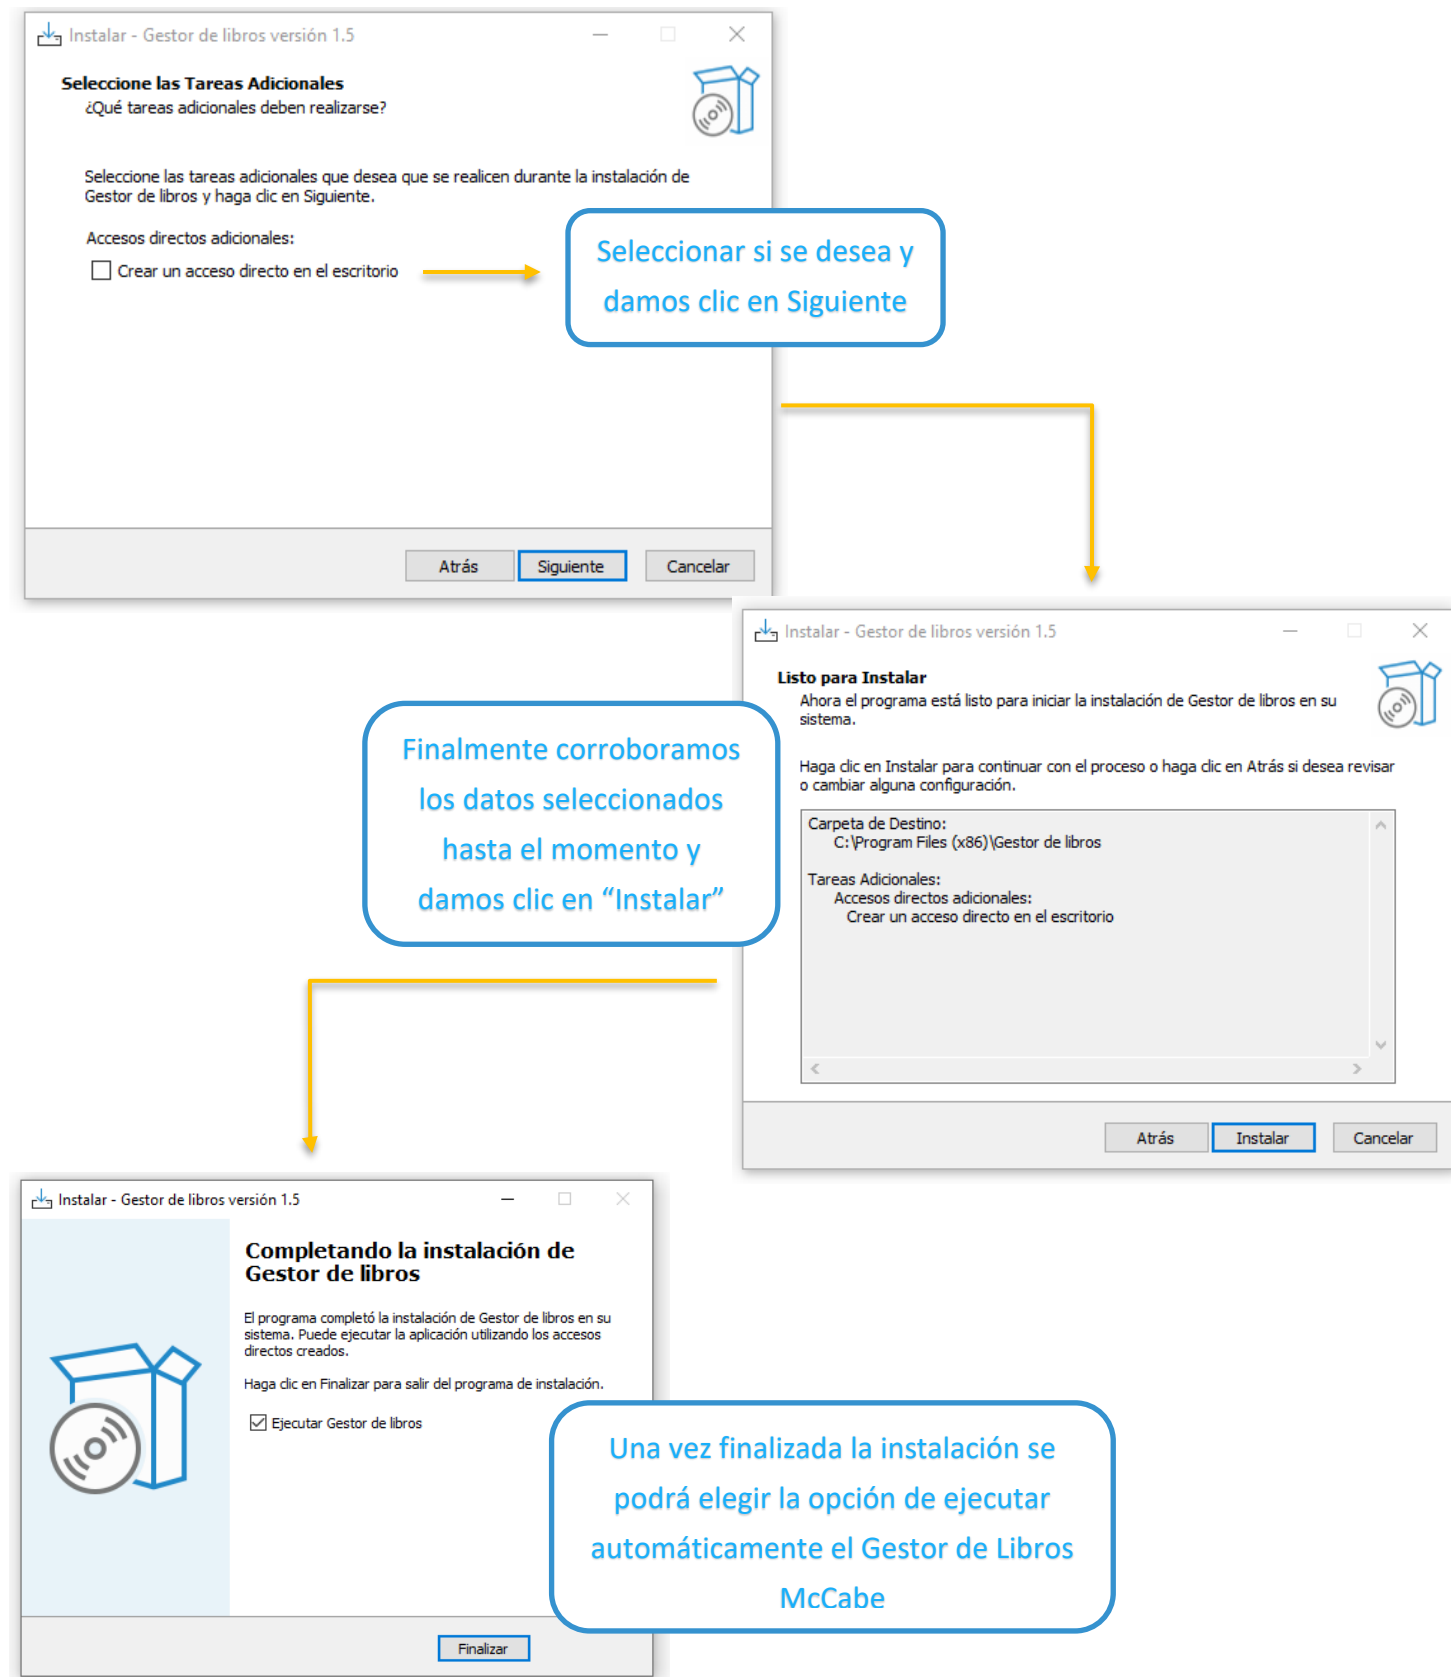 Instalar - Gestor de libros versión 1.5
Seleccione las Tareas Adicionales
¿Qué tareas adicionales deben realizarse?
Seleccione las tareas adicionales que desea que se realicen durante la instalación de
Gestor de libros y haga clic en Siguiente.
Accesos directos adicionales:
Crear un acceso directo en el escritorio
Seleccionar si se desea y
damos clic en Siguiente
Atrás
Siguiente
Cancelar
Instalar - Gestor de libros versión 1.5
Listo para Instalar
Ahora el programa está listo para iniciar la instalación de Gestor de libros en su
sistema.
Haga clic en Instalar para continuar con el proceso o haga clic en Atrás si desea revisar
o cambiar alguna configuración.
Carpeta de Destino:
C:\Program Files (x86)\Gestor de libros
Tareas Adicionales:
Accesos directos adicionales:
Crear un acceso directo en el escritorio
Atrás
Instalar
Cancelar
Finalmente corroboramos
los datos seleccionados
hasta el momento y
damos clic en “Instalar”
Instalar - Gestor de libros versión 1.5
Completando la instalación de
Gestor de libros
El programa completó la instalación de Gestor de libros en su
sistema. Puede ejecutar la aplicación utilizando los accesos
directos creados.
Haga clic en Finalizar para salir del programa de instalación.
Ejecutar Gestor de libros
Finalizar
Una vez finalizada la instalación se
podrá elegir la opción de ejecutar
automáticamente el Gestor de Libros
McCabe